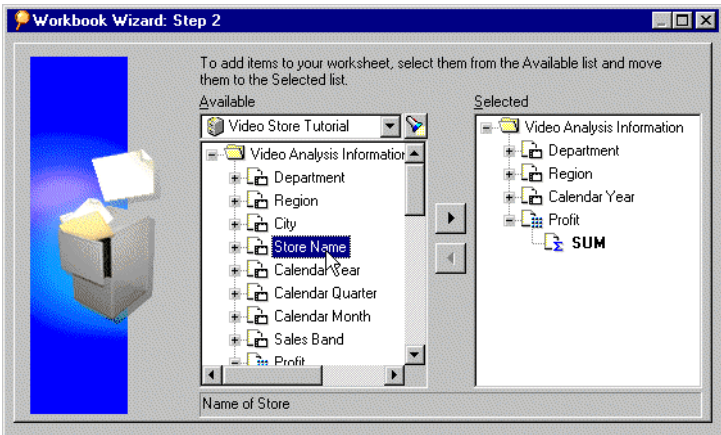 Workbook Wizard: Step 2
To add items to your worksheet, select them from the Available list and move
them to the Selected list.
Available
Video Store Tutorial
Video Analysis Information
Department
Region
City
Store Name
Calendar Year
Calendar Quarter
Calendar Month
Sales Band
Profit
Selected
Video Analysis Information
Department
Region
Calendar Year
Profit
SUM
Name of Store